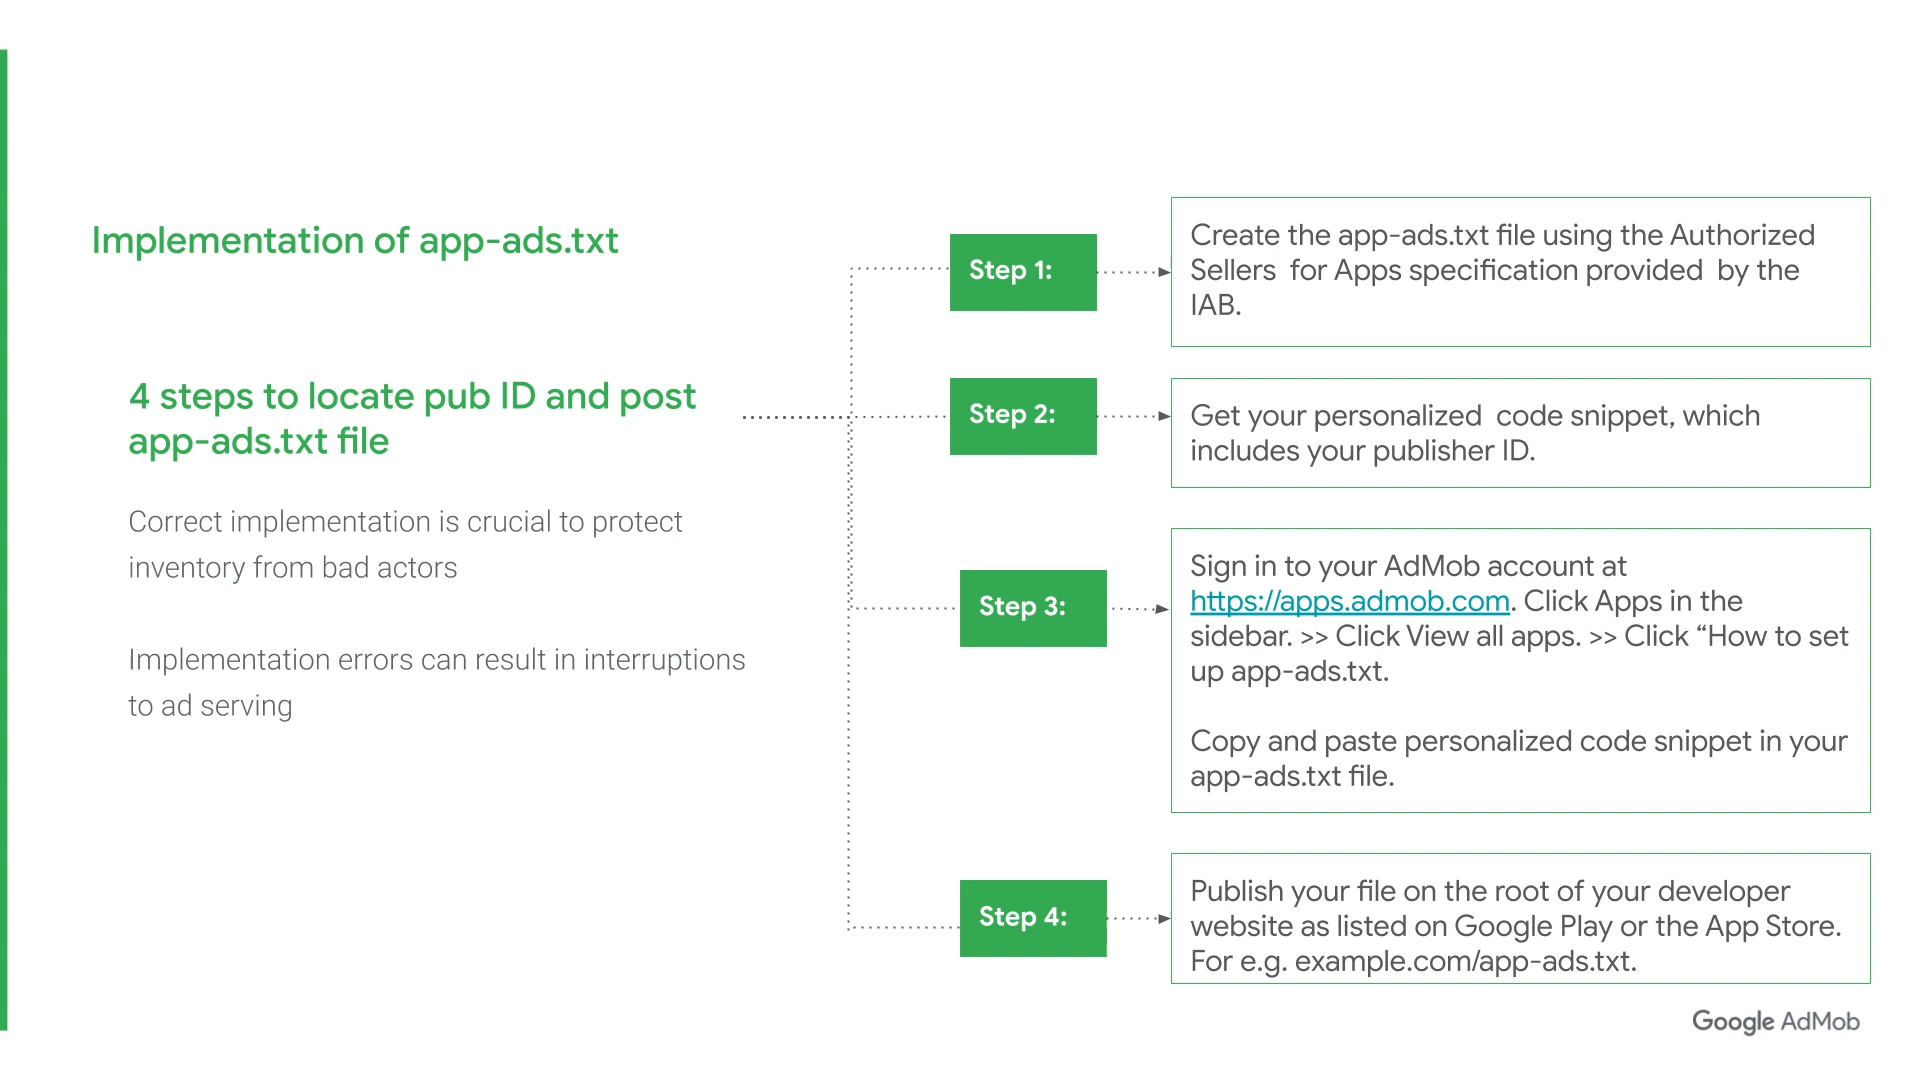 Implementation of app-ads.txt
4 steps to locate pub ID and post
app-ads.txt file
Correct implementation is crucial to protect
inventory from bad actors
Implementation errors can result in interruptions
to ad serving
Step 1:
Create the app-ads.txt file using the Authorized
Sellers  for Apps specification provided  by the
IAB.
Step 2:
Get your personalized  code snippet, which
includes your publisher ID.
Step 3:
Sign in to your AdMob account at
https://apps.admob.com. Click Apps in the
sidebar. >> Click View all apps. >> Click “How to set
up app-ads.txt.
Copy and paste personalized code snippet in your
app-ads.txt file.
Step 4:
Publish your file on the root of your developer
website as listed on Google Play or the App Store.
For e.g. example.com/app-ads.txt.
Google AdMob